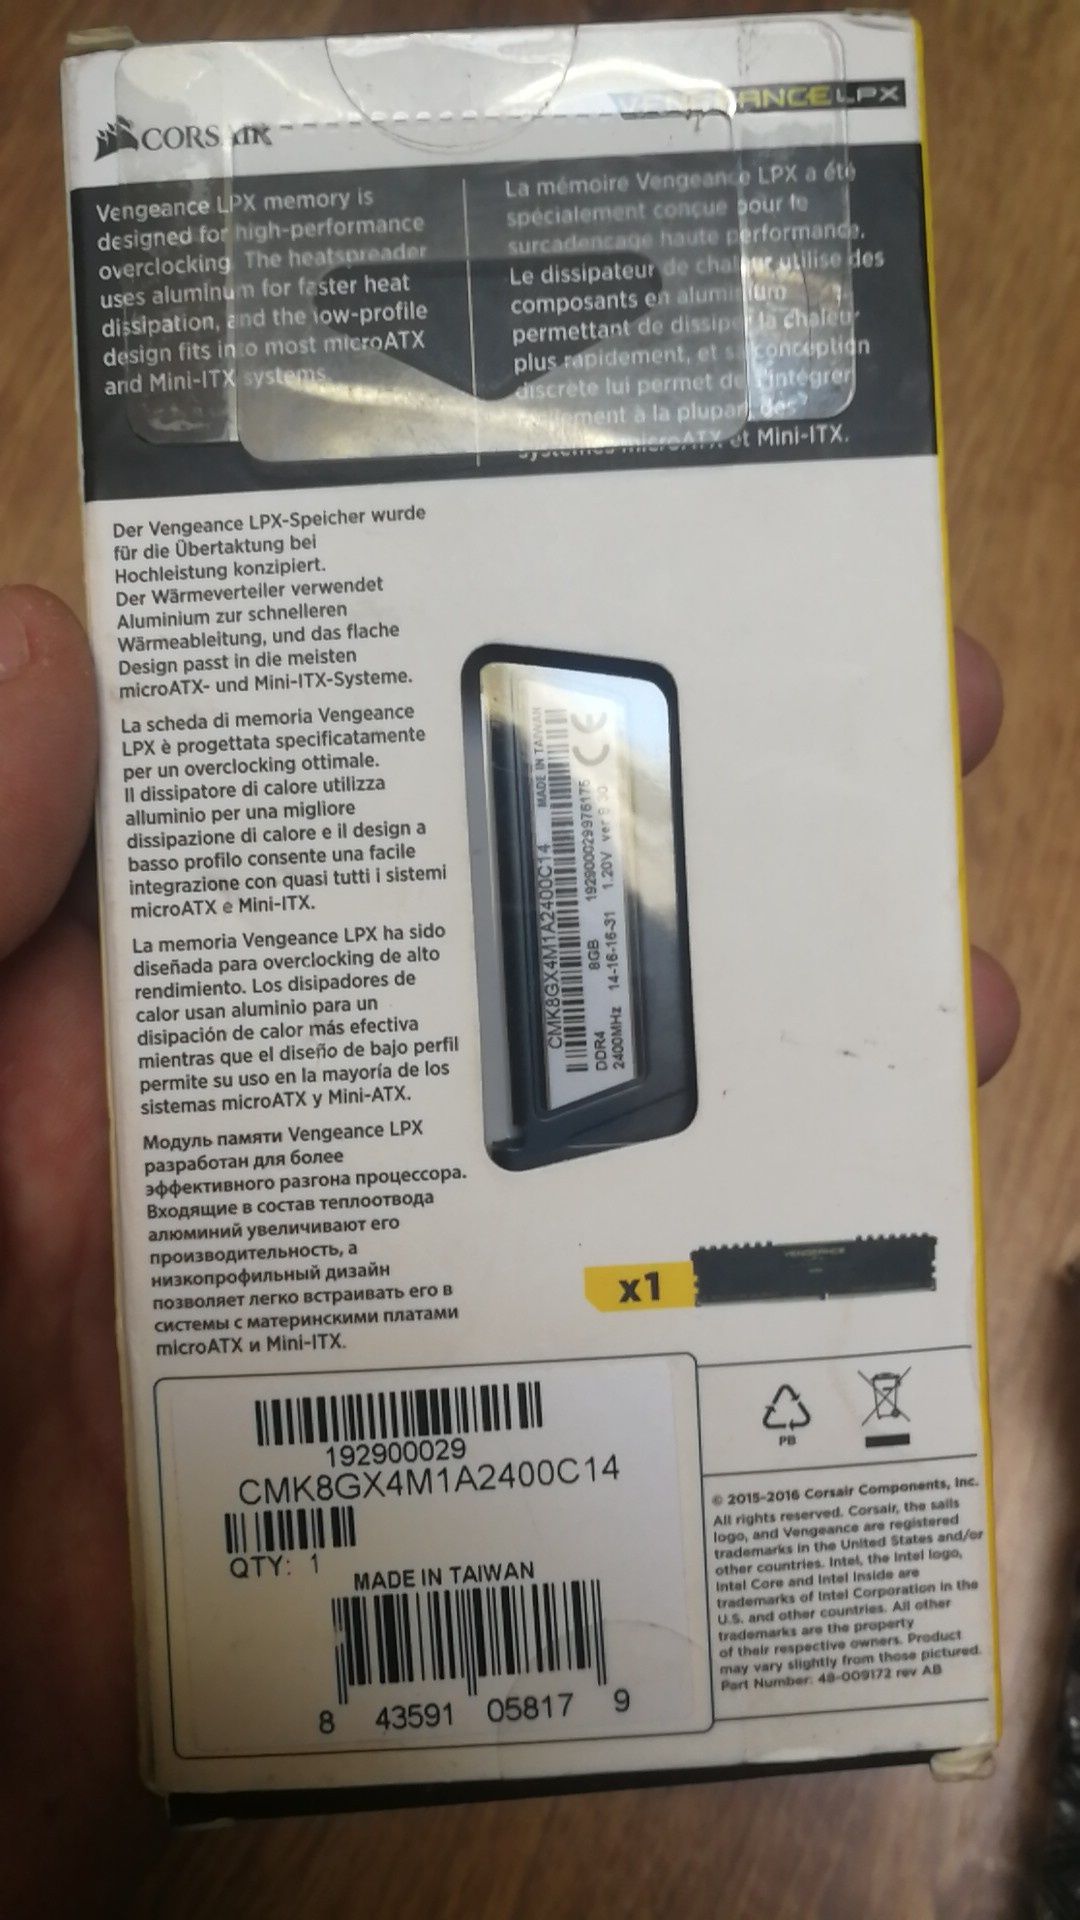 CORSAIR
VENGEANCE LPX
Vengeance LPX memory is
designed for high-performance
overclocking. The heatspreader
uses aluminum for faster heat
dissipation, and the low-profile
design fits into most microATX
and Mini-ITX systems.
La mémoire Vengeance LPX a été
spécialement conçue pour le
surcadencage haute performance.
Le dissipateur de chaleur utilise des
composants en aluminium
permettant de dissiper la chaleur
plus rapidement, et sa conception
discrète lui permet de s'intégrer
facilement à la plupart des
systèmes microATX et Mini-ITX.
Der Vengeance LPX-Speicher wurde
für die Übertaktung bei
Hochleistung konzipiert.
Der Wärmeverteiler verwendet
Aluminium zur schnelleren
Wärmeableitung, und das flache
Design passt in die meisten
microATX- und Mini-ITX-Systeme.
La scheda di memoria Vengeance
LPX è progettata specificatamente
per un overclocking ottimale.
Il dissipatore di calore utilizza
alluminio per una migliore
dissipazione di calore e il design a
basso profilo consente una facile
integrazione con quasi tutti i sistemi
microATX e Mini-ITX.
La memoria Vengeance LPX ha sido
diseñada para overclocking de alto
rendimiento. Los disipadores de
calor usan aluminio para un
disipación de calor más efectiva
mientras que el diseño de bajo perfil
permite su uso en la mayoría de los
sistemas microATX y Mini-ATX.
Модуль памяти Vengeance LPX
разработан для более
эффективного разгона процессора.
Входящие в состав теплоотвода
алюминий увеличивают его
производительность, а
низкопрофильный дизайн
позволяет легко встраивать его в
системы с материнскими платами
microATX и Mini-ITX.
CMK8GX4M1A2400C14 MADE IN TAIWAN
DDR4 8GB 192900029976175
2400MHz 14-16-16-31 1.20V ver
CE
x1
VENGEANCE
192900029
CMK8GX4M1A2400C14
QTY: 1
MADE IN TAIWAN
8 43591 05817 9
PB
© 2015-2016 Corsair Components, Inc.
All rights reserved. Corsair, the sails
logo, and Vengeance are registered
trademarks in the United States and/or
other countries. Intel, the Intel logo,
Intel Core and Intel Inside are
trademarks of Intel Corporation in the
U.S. and other countries. All other
trademarks are the property
of their respective owners. Product
may vary slightly from those pictured.
Part Number: 49-009172 rev AB